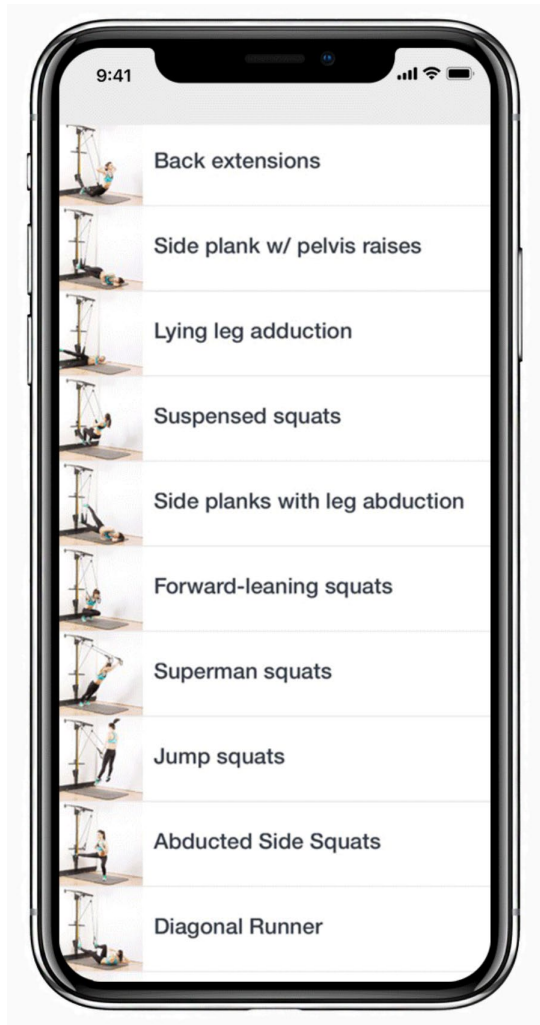 9:41
Back extensions
Side plank w/ pelvis raises
Lying leg adduction
Suspensed squats
Side planks with leg abduction
Forward-leaning squats
Superman squats
Jump squats
Abducted Side Squats
Diagonal Runner